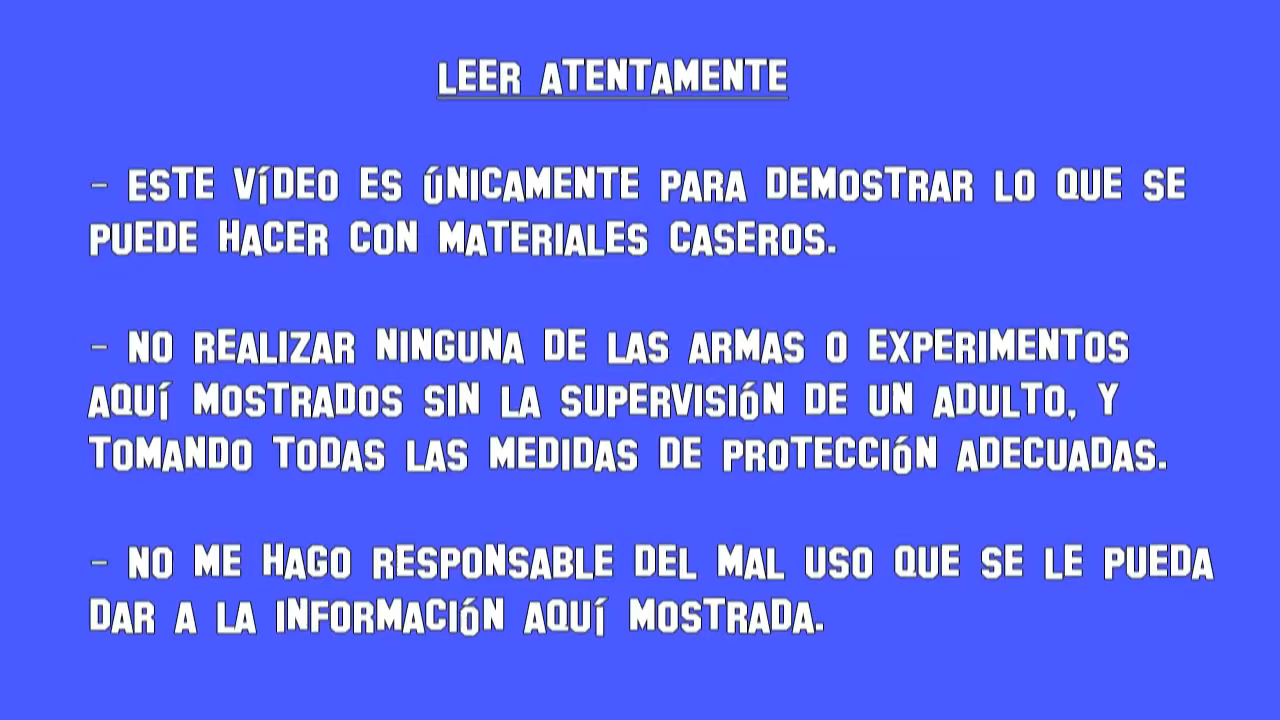 LEER ATENTAMENTE
- ESTE VÍDEO ES ÚNICAMENTE PARA DEMOSTRAR LO QUE SE
PUEDE HACER CON MATERIALES CASEROS.
- NO REALIZAR NINGUNA DE LAS ARMAS O EXPERIMENTOS
AQUÍ MOSTRADOS SIN LA SUPERVISIÓN DE UN ADULTO, Y
TOMANDO TODAS LAS MEDIDAS DE PROTECCIÓN ADECUADAS.
- NO ME HAGO RESPONSABLE DEL MAL USO QUE SE LE PUEDA
DAR A LA INFORMACIÓN AQUÍ MOSTRADA.